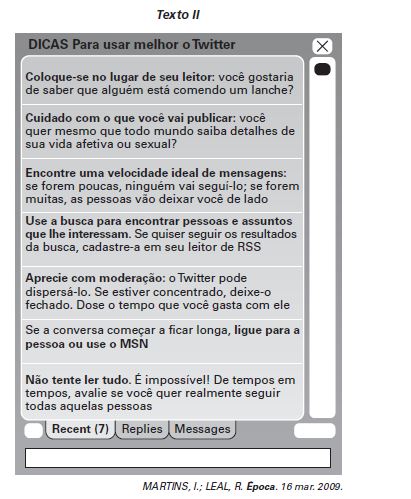 Texto II
DICAS Para usar melhor o Twitter
Coloque-se no lugar de seu leitor: você gostaria
de saber que alguém está comendo um lanche?
Cuidado com o que você vai publicar: você
quer mesmo que todo mundo saiba detalhes de
sua vida afetiva ou sexual?
Encontre uma velocidade ideal de mensagens:
se forem poucas, ninguém vai seguí-lo; se forem
muitas, as pessoas vão deixar você de lado
Use a busca para encontrar pessoas e assuntos
que lhe interessam. Se quiser seguir os resultados
da busca, cadastre-a em seu leitor de RSS
Aprecie com moderação: o Twitter pode
dispersá-lo. Se estiver concentrado, deixe-o
fechado. Dose o tempo que você gasta com ele
Se a conversa começar a ficar longa, ligue para a
pessoa ou use o MSN
Não tente ler tudo. É impossível! De tempos em
tempos, avalie se você quer realmente seguir
todas aquelas pessoas
Recent (7) Replies Messages
MARTINS, I.; LEAL, R. Época. 16 mar. 2009.